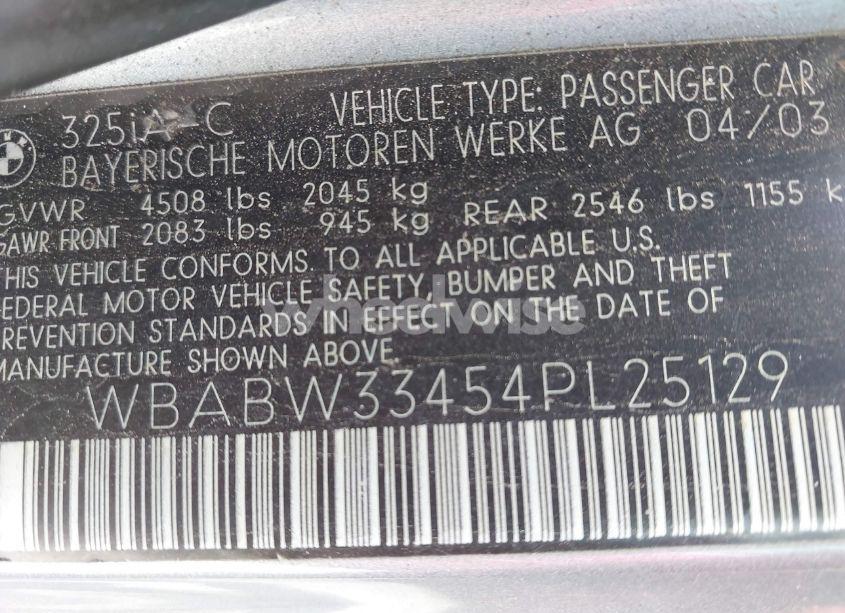 325iA-C VEHICLE TYPE: PASSENGER CAR
BAYERISCHE MOTOREN WERKE AG 04/03
GVWR 4508 lbs 2045 kg
GAWR FRONT 2083 lbs 945 kg REAR 2546 lbs 1155 k
THIS VEHICLE CONFORMS. TO ALL APPLICABLE U.S.
FEDERAL MOTOR VEHICLE SAFETY, BUMPER AND THEFT
PREVENTION STANDARDS IN EFFECT ON THE DATE OF
MANUFACTURE SHOWN ABOVE.
wheelwise
WBABW33454PL25129